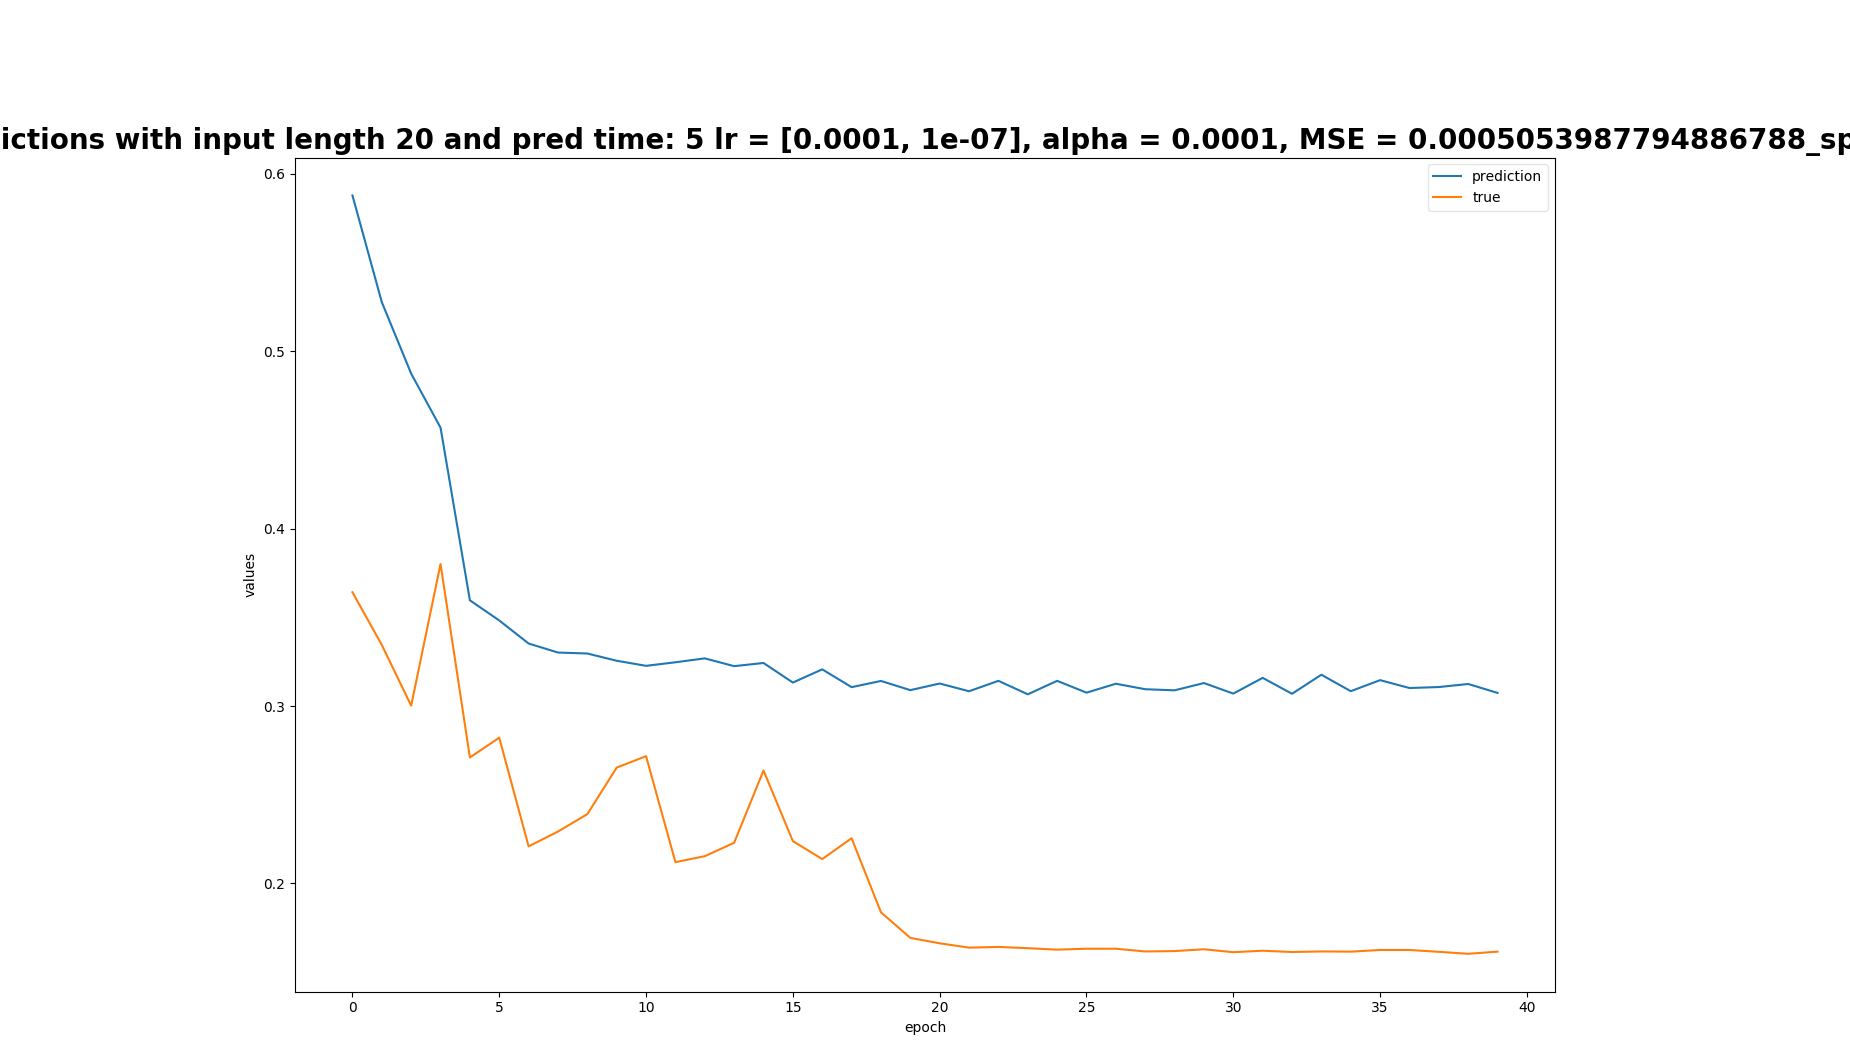 ictions with input length 20 and pred time: 5 lr = [0.0001, 1e-07], alpha = 0.0001, MSE = 0.0005053987794886788_sp
prediction
true
0.6
0.5
0.4
0.3
0.2
values
0 5 10 15 20 25 30 35 40
epoch